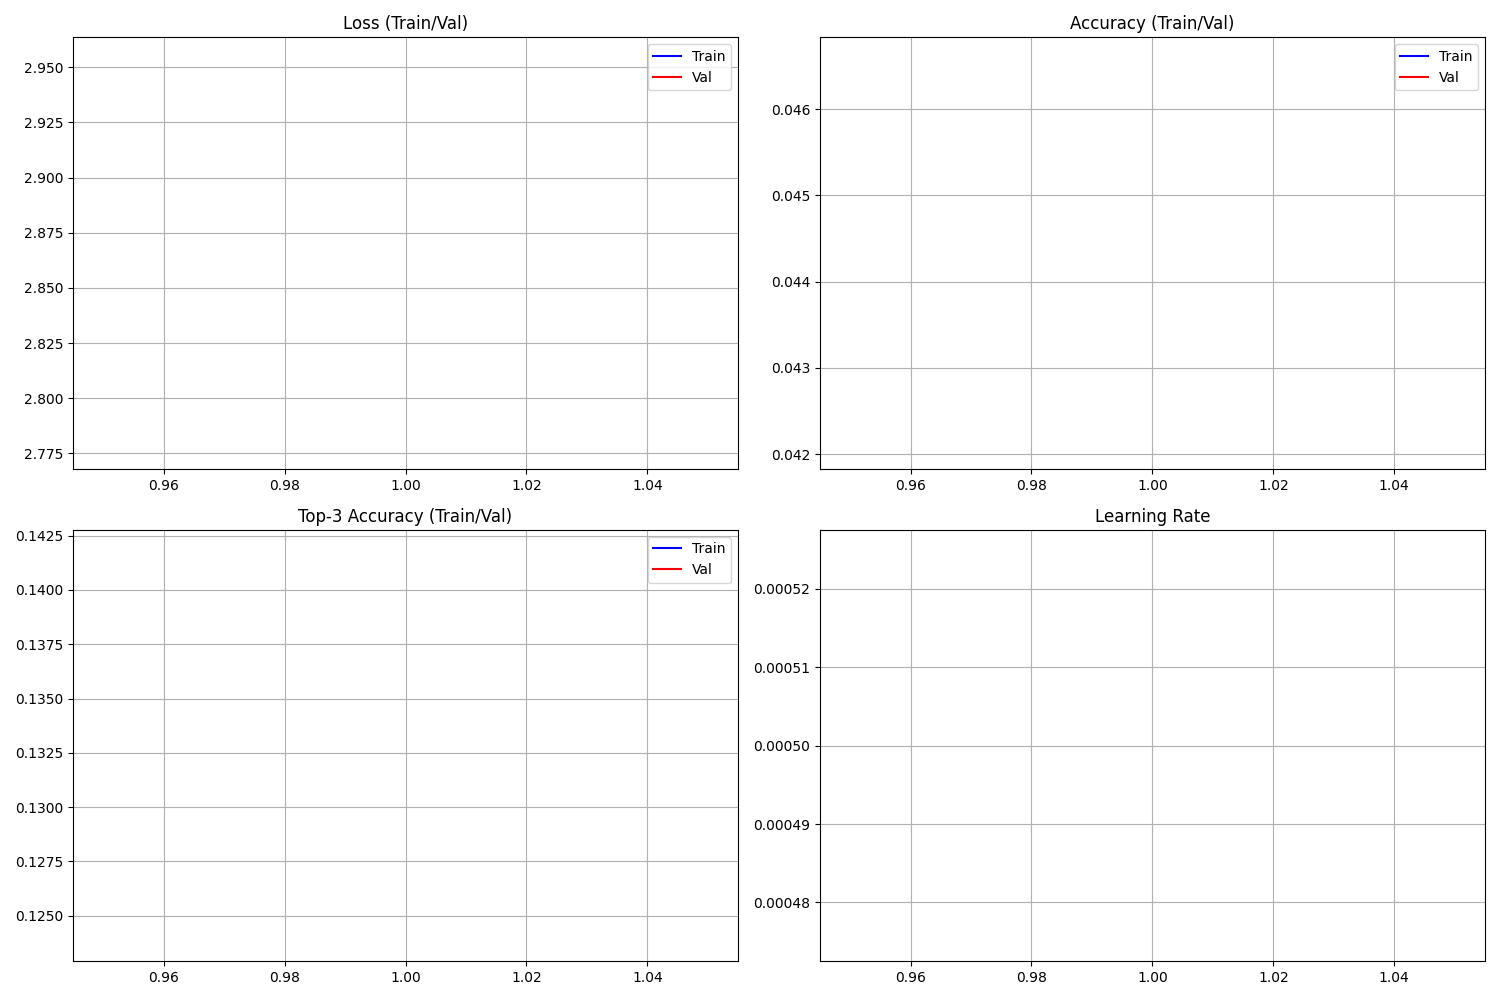 Loss (Train/Val)
2.950
2.925
2.900
2.875
2.850
2.825
2.800
2.775
0.96 0.98 1.00 1.02 1.04
Train
Val
Accuracy (Train/Val)
0.046
0.045
0.044
0.043
0.042
0.96 0.98 1.00 1.02 1.04
Train
Val
Top-3 Accuracy (Train/Val)
0.1425
0.1400
0.1375
0.1350
0.1325
0.1300
0.1275
0.1250
0.96 0.98 1.00 1.02 1.04
Train
Val
Learning Rate
0.00052
0.00051
0.00050
0.00049
0.00048
0.96 0.98 1.00 1.02 1.04